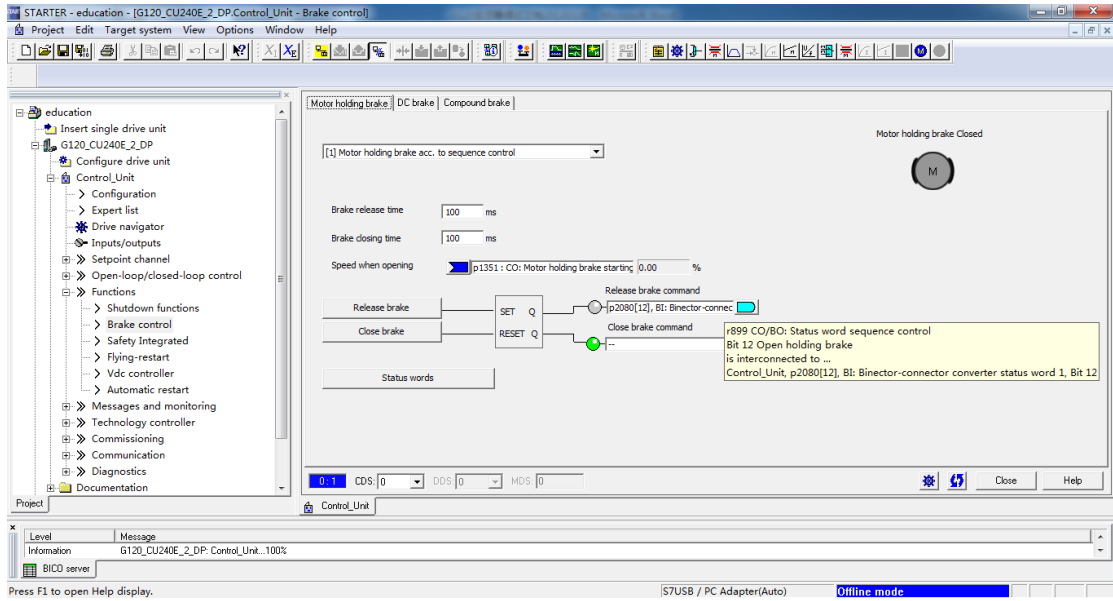 STARTER - education - [G120_CU240E_2_DP.Control_Unit - Brake control]
Project Edit Target system View Options Window Help
education
Insert single drive unit
G120_CU240E_2_DP
Configure drive unit
Control_Unit
Configuration
Expert list
Drive navigator
Inputs/outputs
Setpoint channel
Open-loop/closed-loop control
Functions
Shutdown functions
Brake control
Safety Integrated
Flying-restart
Vdc controller
Automatic restart
Messages and monitoring
Technology controller
Commissioning
Communication
Diagnostics
Documentation
Project
Motor holding brake DC brake Compound brake
Motor holding brake Closed
[1] Motor holding brake acc. to sequence control
M
Brake release time 100 ms
Brake closing time 100 ms
Speed when opening p1351 : CO: Motor holding brake starting 0.00 %
Release brake command
Release brake SET Q p2080[12], BI: Binector-connec
Close brake command
Close brake RESET Q --
r899 CO/BO: Status word sequence control
Bit 12 Open holding brake
is interconnected to ...
Control_Unit, p2080[12], BI: Binector-connector converter status word 1, Bit 12
Status words
0:1 CDS: 0 DDS: 0 MDS: 0 Close Help
Control_Unit
Level Message
Information G120_CU240E_2_DP: Control_Unit...100%
BICO server
Press F1 to open Help display. S7USB / PC Adapter(Auto) Offline mode